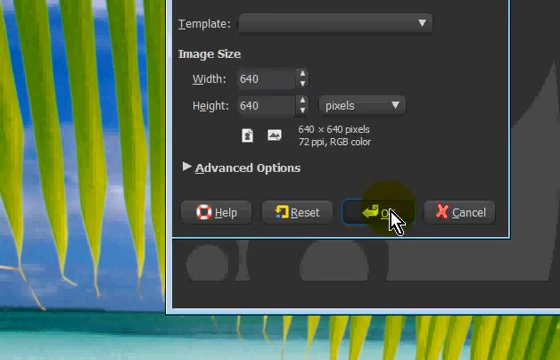 Template:
Image Size
Width: 640
Height: 640 pixels
640 × 640 pixels
72 ppi, RGB color
Advanced Options
Help Reset Cancel